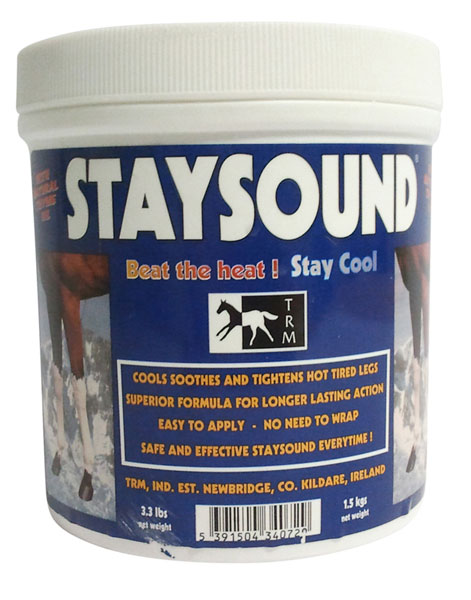 STAYSOUND
Beat the heat ! Stay Cool
TRM
COOLS SOOTHES AND TIGHTENS HOT TIRED LEGS
SUPERIOR FORMULA FOR LONGER LASTING ACTION
EASY TO APPLY - NO NEED TO WRAP
SAFE AND EFFECTIVE STAYSOUND EVERYTIME !
TRM, IND. EST. NEWBRIDGE, CO. KILDARE, IRELAND
3.3 lbs
net weight
1.5 kgs
net weight
5 391504 340720